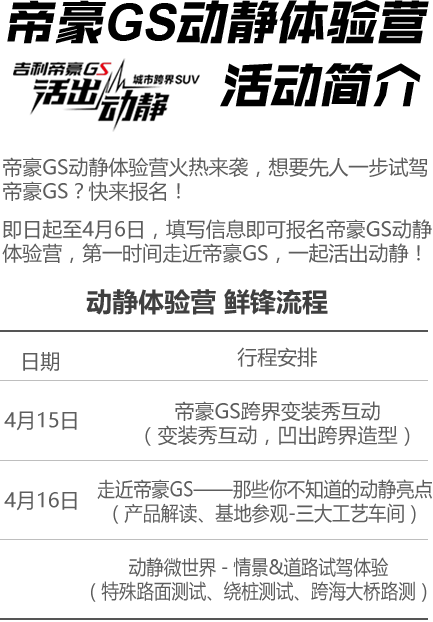 帝豪GS动静体验营
吉利帝豪GS
城市跨界SUV
活出动静
活动简介
帝豪GS动静体验营火热来袭，想要先人一步试驾
帝豪GS？快来报名！
即日起至4月6日，填写信息即可报名帝豪GS动静
体验营，第一时间走近帝豪GS，一起活出动静！
动静体验营 鲜锋流程
日期 行程安排
4月15日 帝豪GS跨界变装秀互动
（变装秀互动，凹出跨界造型）
4月16日 走近帝豪GS——那些你不知道的动静亮点
（产品解读、基地参观-三大工艺车间）
动静微世界 - 情景&道路试驾体验
（特殊路面测试、绕桩测试、跨海大桥路测）